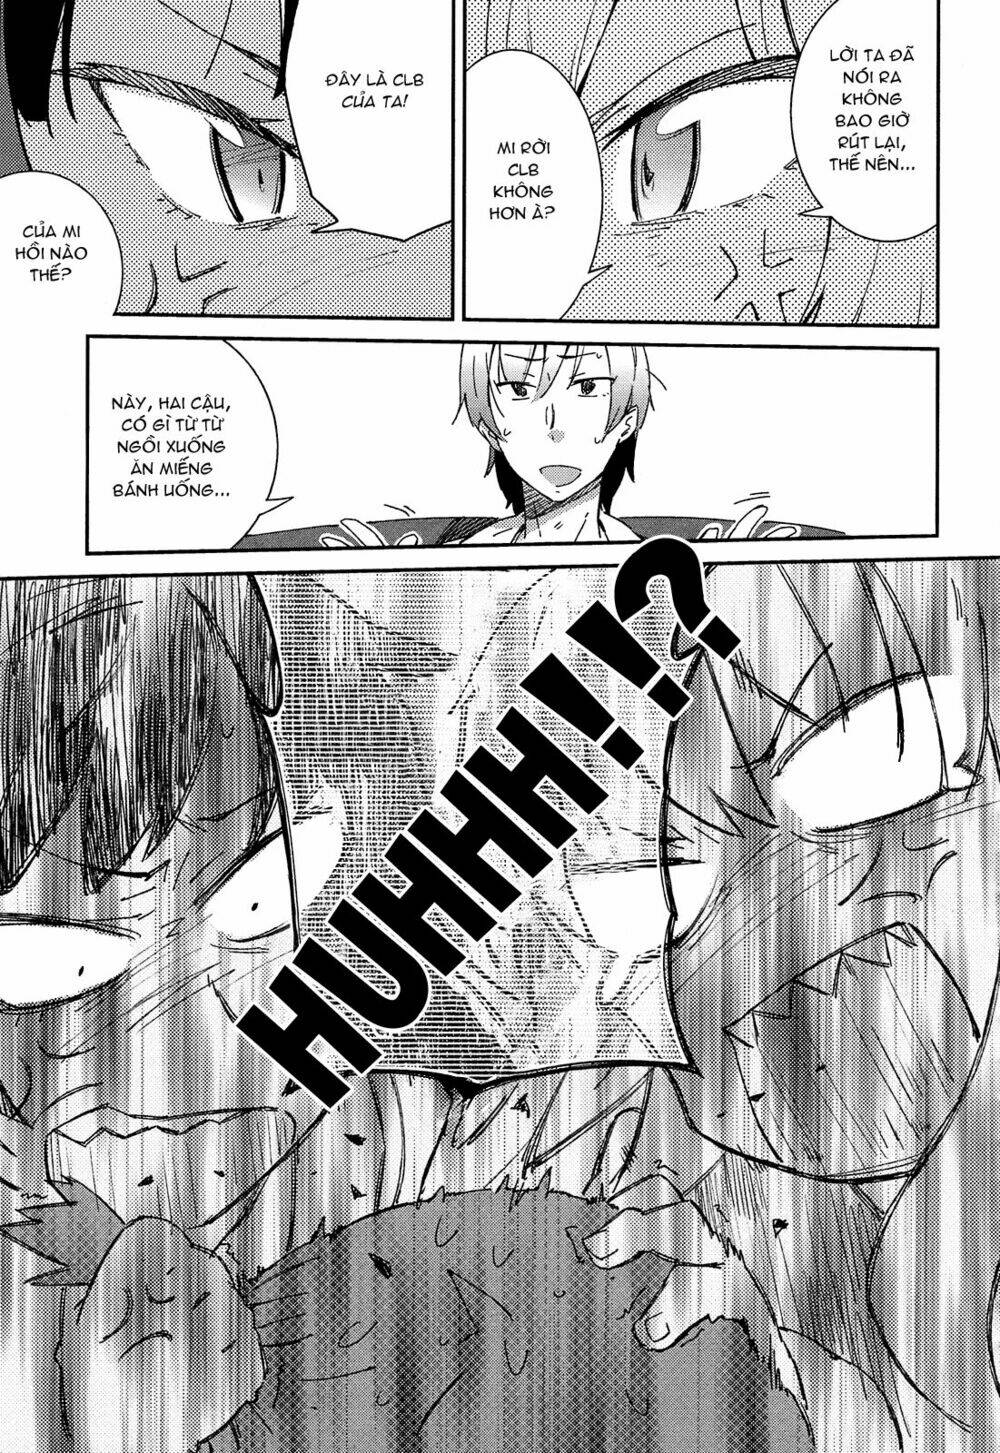 LỜI TA ĐÃ
NÓI RA
KHÔNG
BAO GIỜ
RÚT LẠI,
THẾ NÊN...
MI RỜI
CLB
KHÔNG
HƠN À?
ĐÂY LÀ CLB
CỦA TA!
CỦA MI
HỒI NÀO
THẾ?
NÀY, HAI CẬU,
CÓ GÌ TỪ TỪ
NGỒI XUỐNG
ĂN MIẾNG
BÁNH UỐNG...
HUHHH!!?